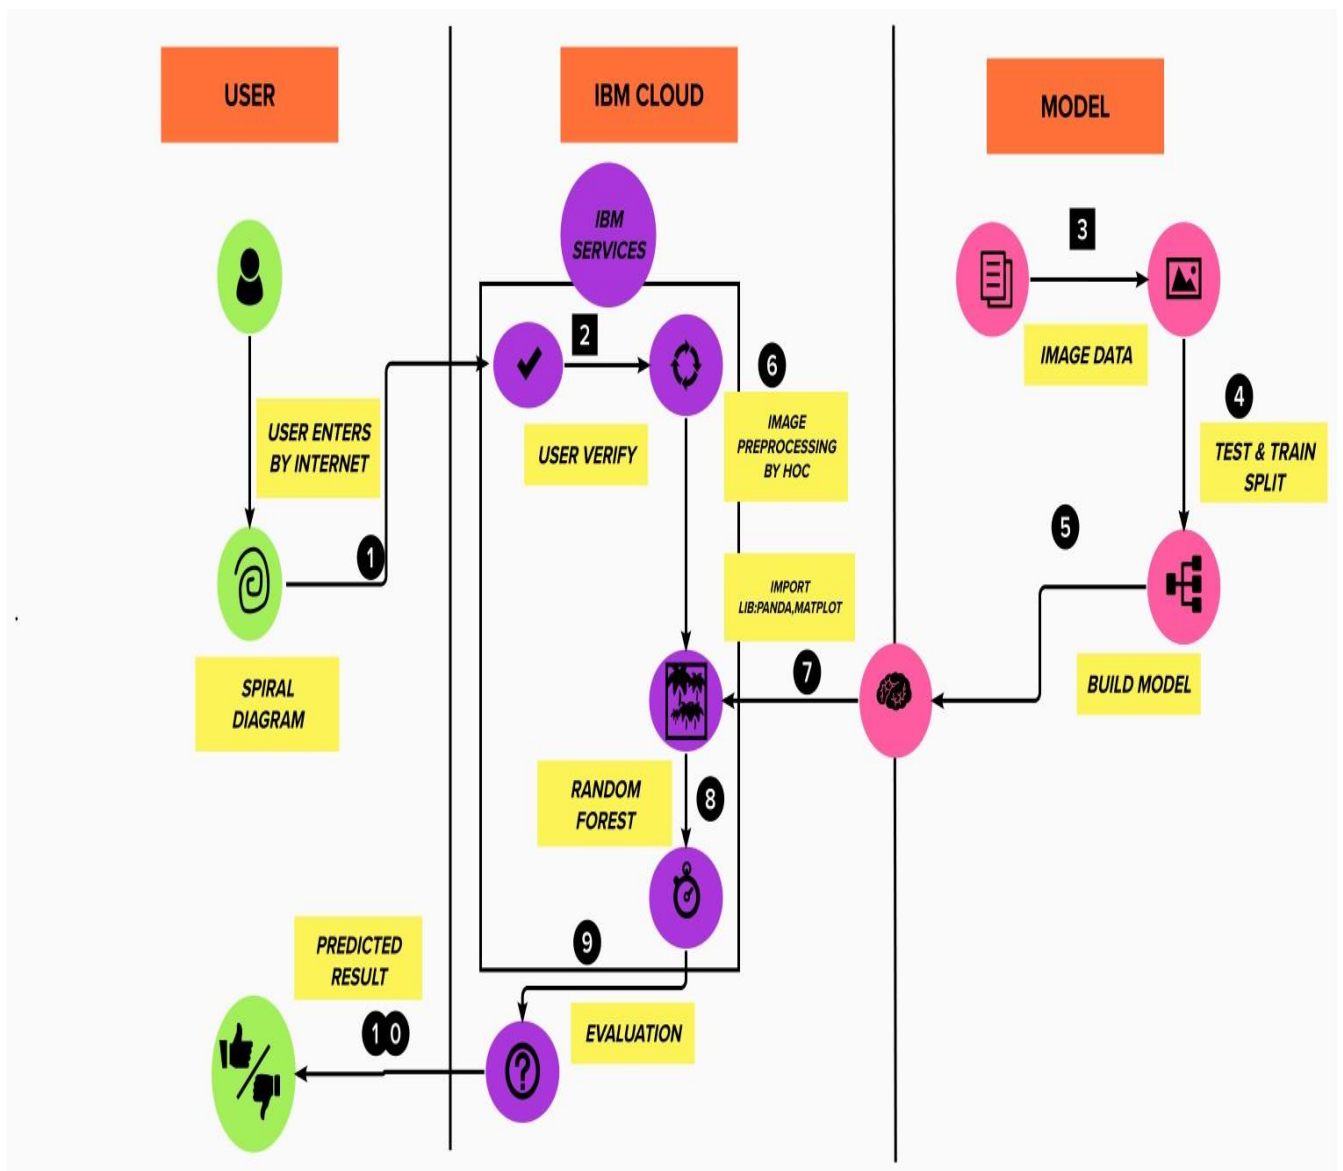 USER
IBM CLOUD
MODEL
IBM
SERVICES
3
IMAGE DATA
2
6
USER ENTERS
BY INTERNET
USER VERIFY
IMAGE
PREPROCESSING
BY HOC
4
TEST & TRAIN
SPLIT
1
5
IMPORT
LIB:PANDA,MATPLOT
SPIRAL
DIAGRAM
7
BUILD MODEL
RANDOM
FOREST
8
9
PREDICTED
RESULT
10
EVALUATION
?